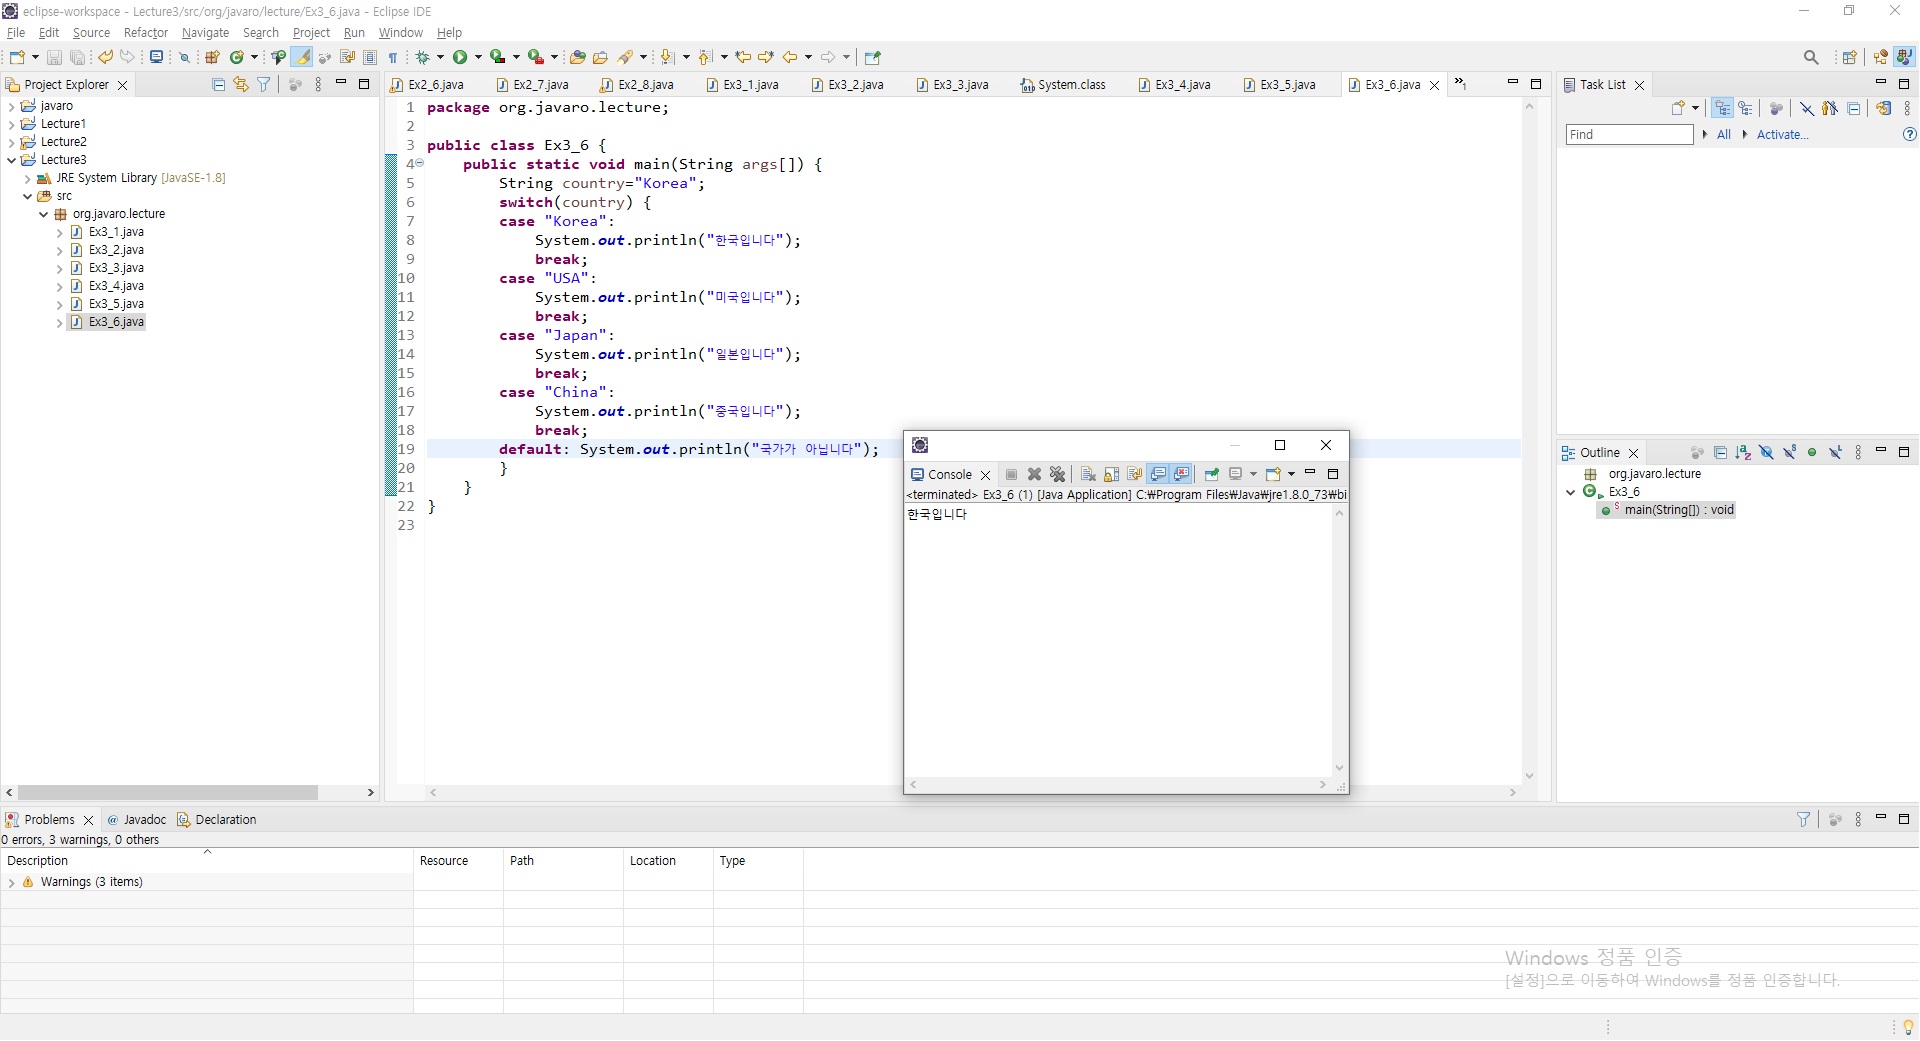 eclipse-workspace - Lecture3/src/org/javaro/lecture/Ex3_6.java - Eclipse IDE
File Edit Source Refactor Navigate Search Project Run Window Help
Project Explorer
javaro
Lecture1
Lecture2
Lecture3
JRE System Library [JavaSE-1.8]
src
org.javaro.lecture
Ex3_1.java
Ex3_2.java
Ex3_3.java
Ex3_4.java
Ex3_5.java
Ex3_6.java
Ex2_6.java Ex2_7.java Ex2_8.java Ex3_1.java Ex3_2.java Ex3_3.java System.class Ex3_4.java Ex3_5.java Ex3_6.java »1
1 package org.javaro.lecture;
2
3 public class Ex3_6 {
4 public static void main(String args[]) {
5 String country="Korea";
6 switch(country) {
7 case "Korea":
8 System.out.println("한국입니다");
9 break;
10 case "USA":
11 System.out.println("미국입니다");
12 break;
13 case "Japan":
14 System.out.println("일본입니다");
15 break;
16 case "China":
17 System.out.println("중국입니다");
18 break;
19 default: System.out.println("국가가 아닙니다");
20 }
21 }
22 }
23
Console
<terminated> Ex3_6 (1) [Java Application] C:₩Program Files₩Java₩jre1.8.0_73₩bi
한국입니다
Task List
Find All Activate...
Outline
org.javaro.lecture
Ex3_6
main(String[]) : void
Problems @ Javadoc Declaration
0 errors, 3 warnings, 0 others
Description Resource Path Location Type
Warnings (3 items)
Windows 정품 인증
[설정]으로 이동하여 Windows를 정품 인증합니다.